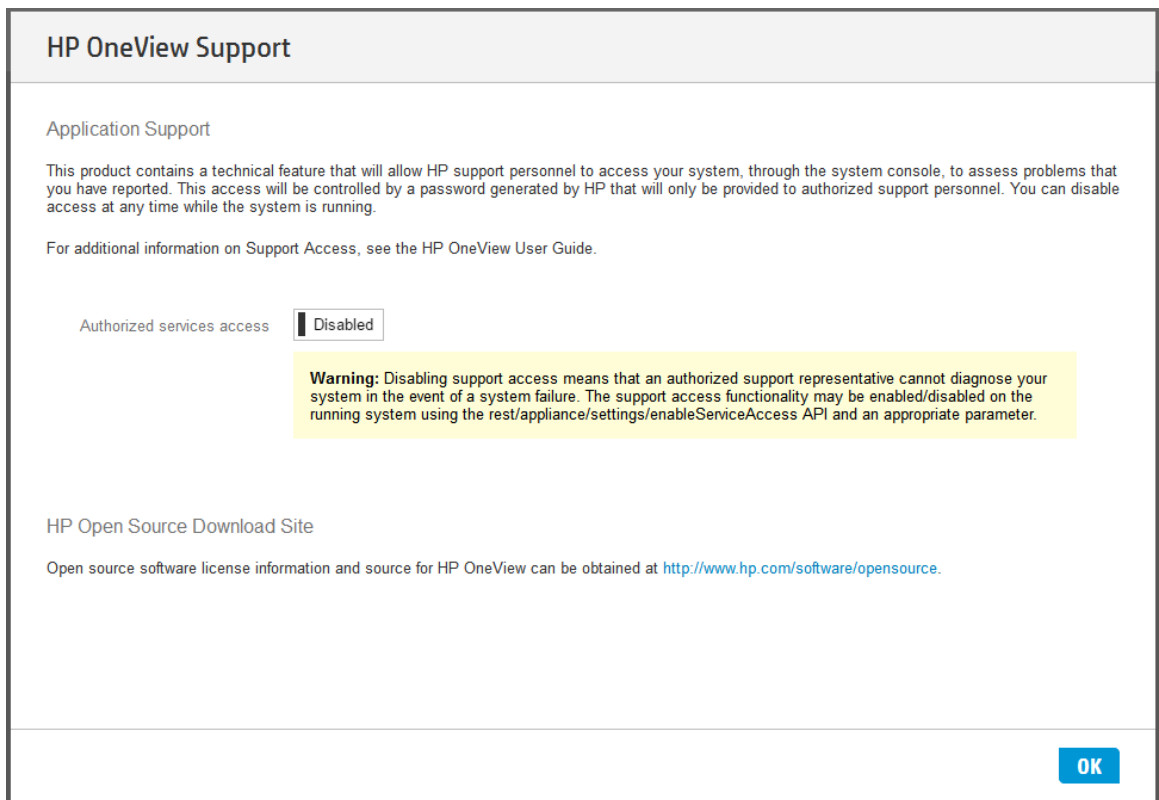 HP OneView Support
Application Support
This product contains a technical feature that will allow HP support personnel to access your system, through the system console, to assess problems that
you have reported. This access will be controlled by a password generated by HP that will only be provided to authorized support personnel. You can disable
access at any time while the system is running.
For additional information on Support Access, see the HP OneView User Guide.
Authorized services access
Disabled
Warning: Disabling support access means that an authorized support representative cannot diagnose your
system in the event of a system failure. The support access functionality may be enabled/disabled on the
running system using the rest/appliance/settings/enableServiceAccess API and an appropriate parameter.
HP Open Source Download Site
Open source software license information and source for HP OneView can be obtained at http://www.hp.com/software/opensource.
OK